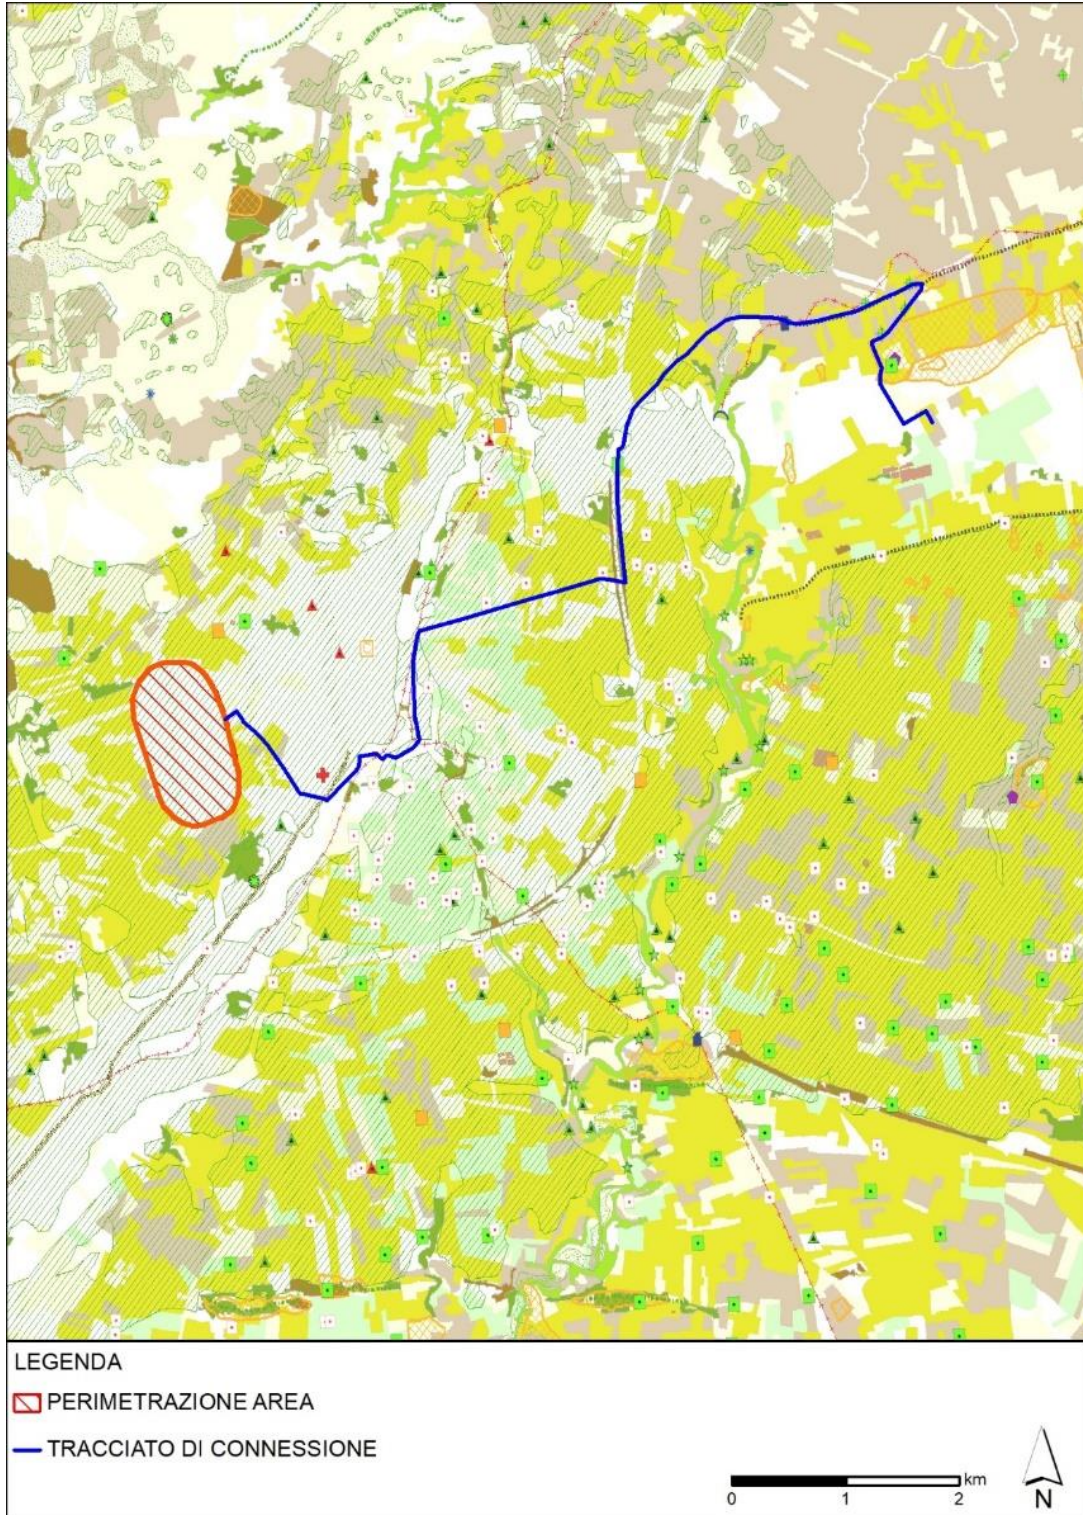 LEGENDA
PERIMETRAZIONE AREA
TRACCIATO DI CONNESSIONE
km
0 1 2
N